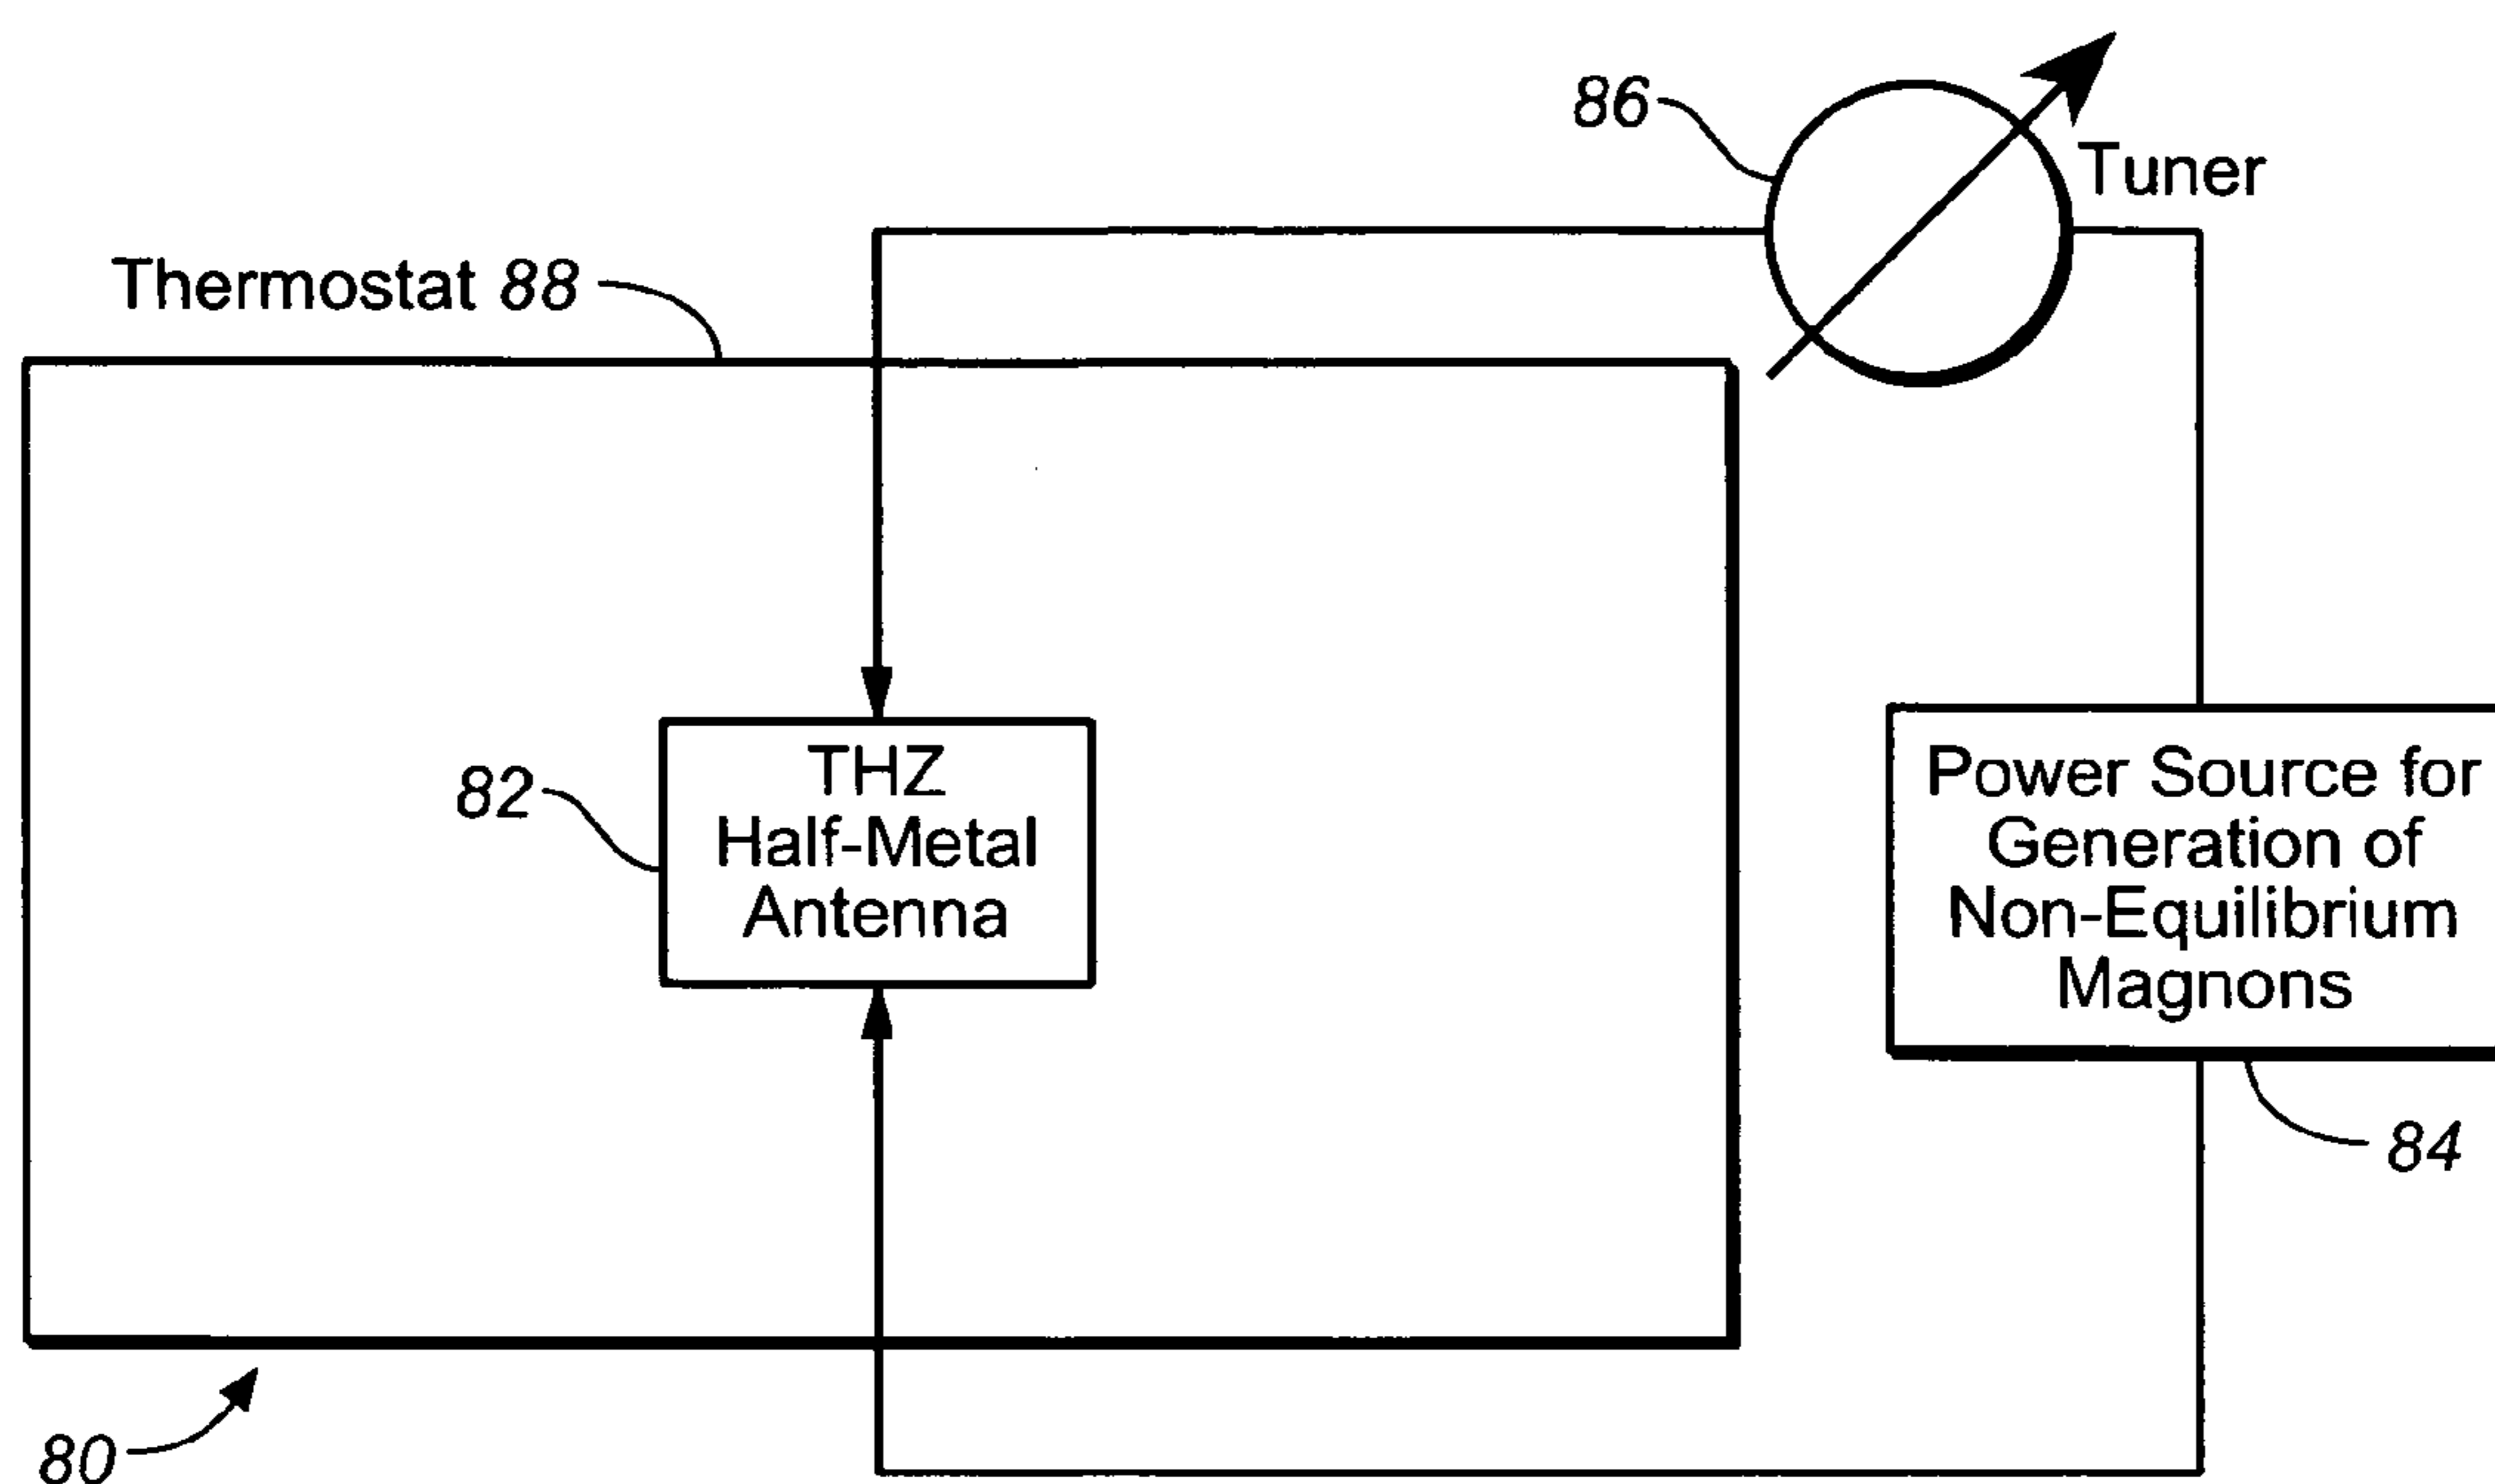 86
Tuner
Thermostat 88
82
THZ
Half-Metal
Antenna
Power Source for
Generation of
Non-Equilibrium
Magnons
84
80